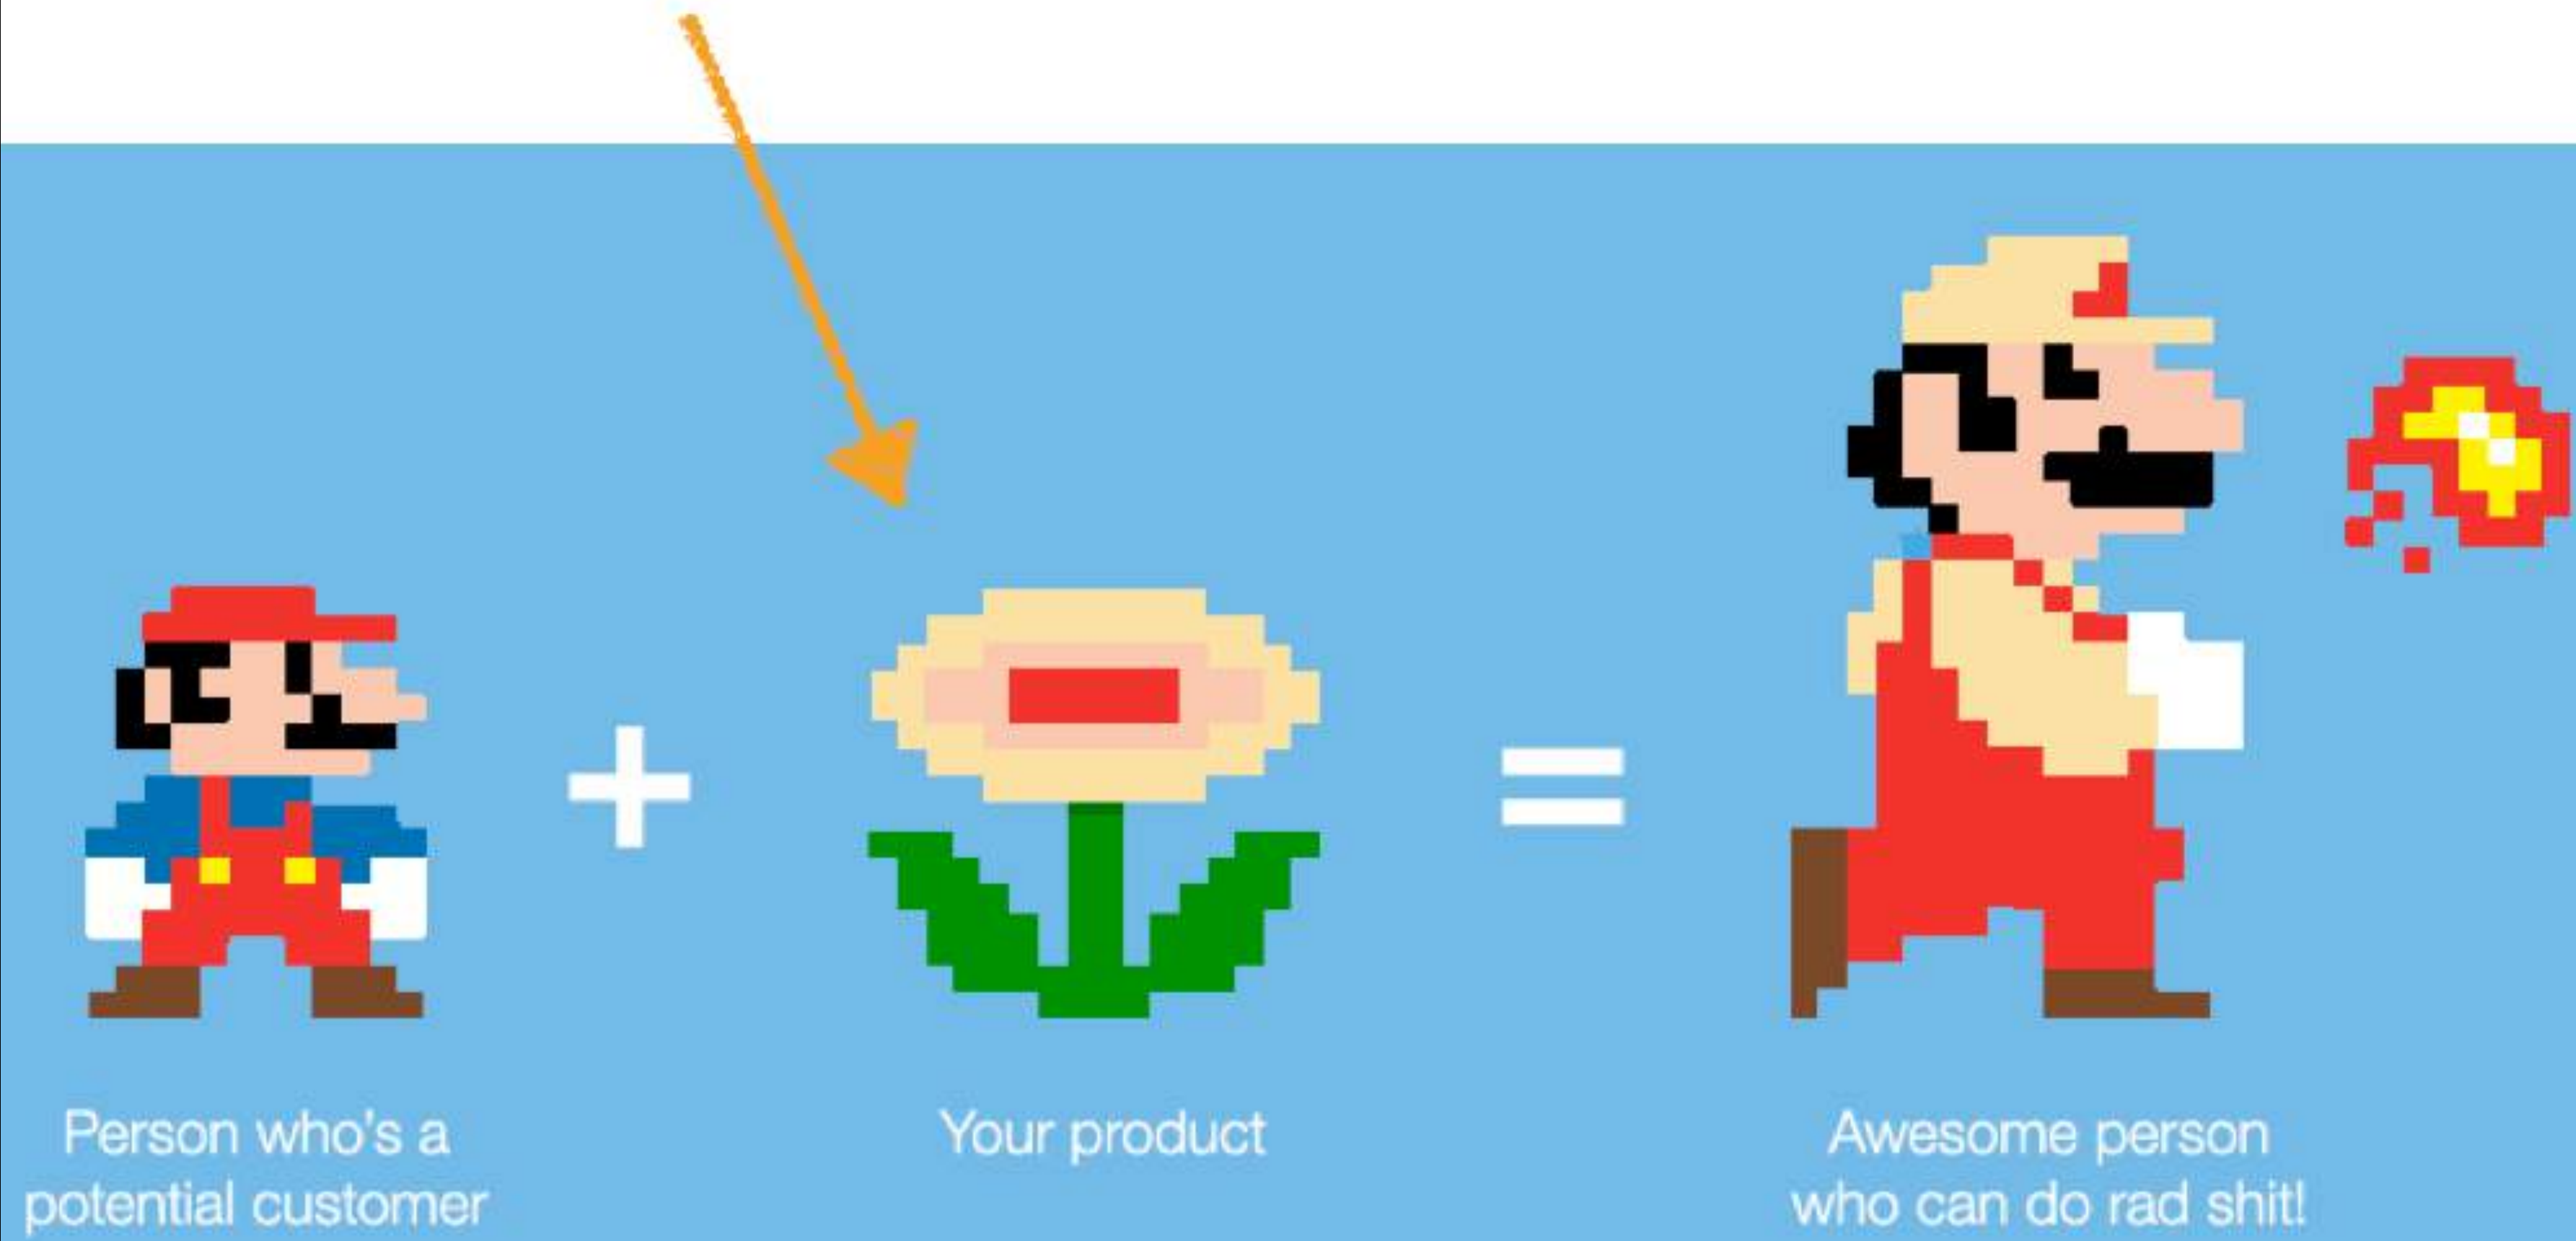 Person who's a
potential customer
+
Your product
=
Awesome person
who can do rad shit!